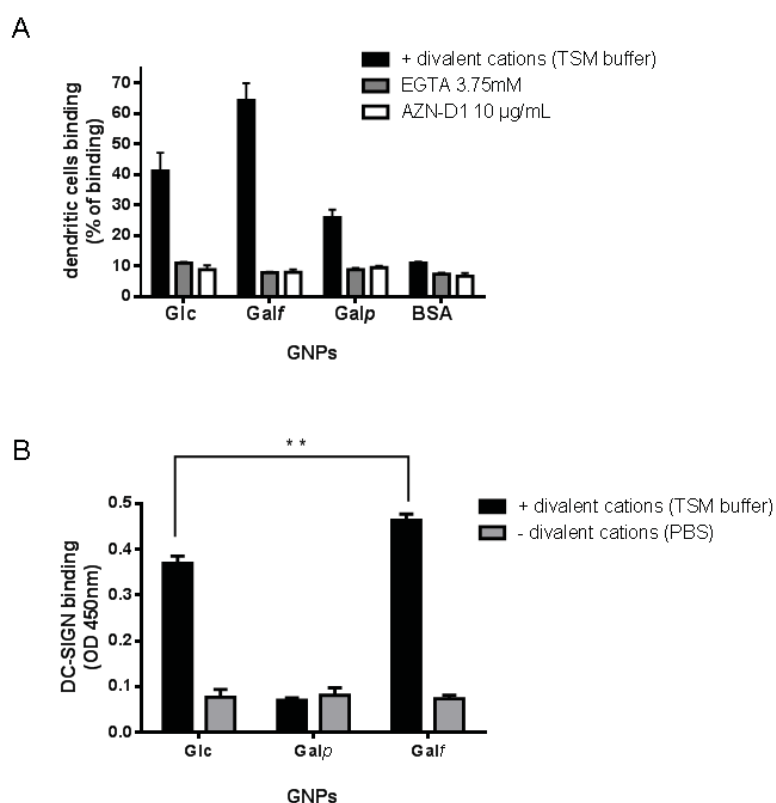 A
+ divalent cations (TSM buffer)
EGTA 3.75mM
AZN-D1 10 µg/mL
dendritic cells binding
(% of binding)
70
60
50
40
30
20
10
0
Glc Galf Galp BSA
GNPs
B
**
+ divalent cations (TSM buffer)
- divalent cations (PBS)
DC-SIGN binding
(OD 450nm)
0.5
0.4
0.3
0.2
0.1
0.0
Glc Galp Galf
GNPs